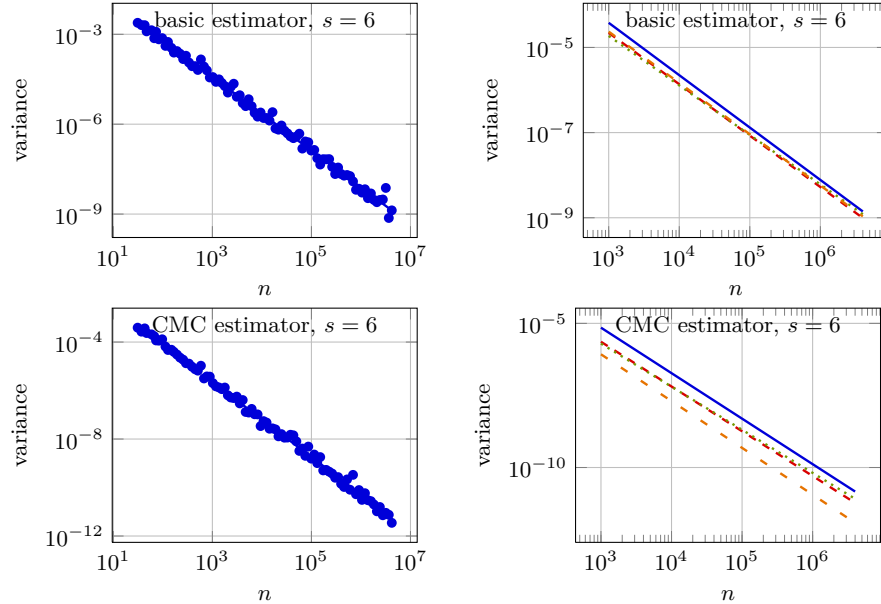 basic estimator, $s = 6$
10^{-3}
10^{-6}
10^{-9}
variance
10^1
10^3
10^5
10^7
n
basic estimator, $s = 6$
10^{-5}
10^{-7}
10^{-9}
variance
10^3
10^4
10^5
10^6
n
CMC estimator, $s = 6$
10^{-4}
10^{-8}
10^{-12}
variance
10^1
10^3
10^5
10^7
n
CMC estimator, $s = 6$
10^{-5}
10^{-10}
variance
10^3
10^4
10^5
10^6
n